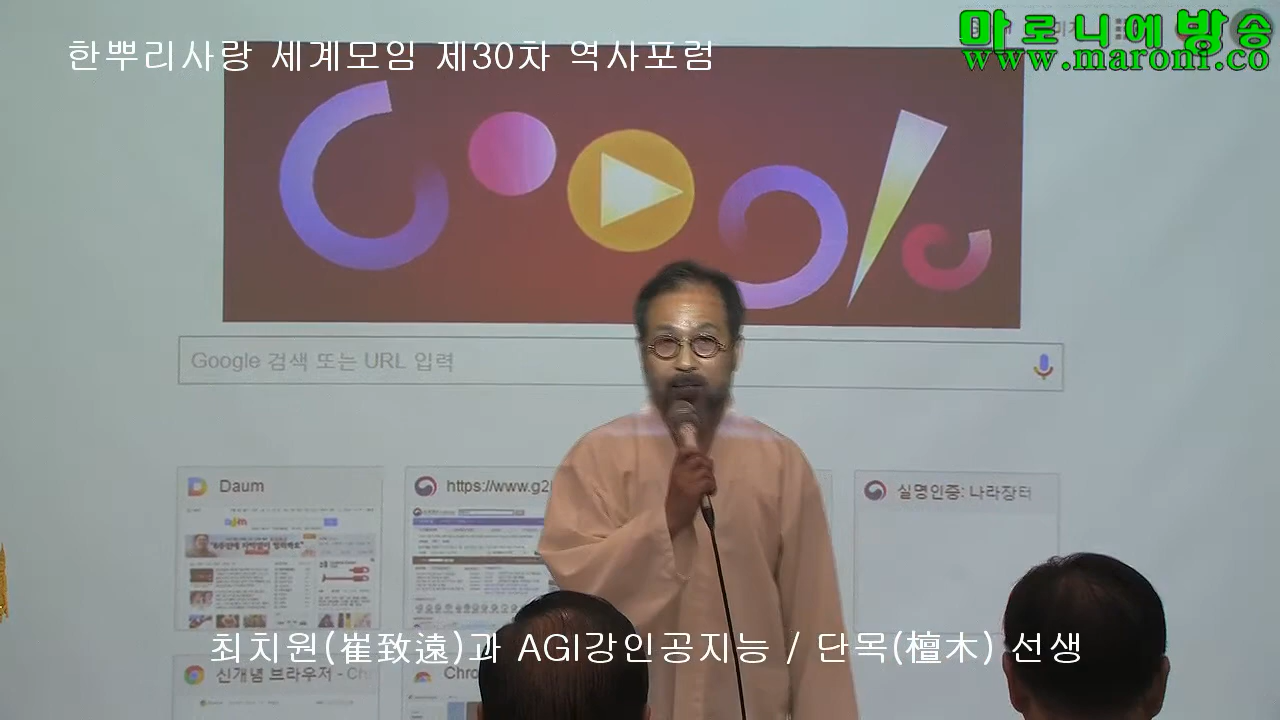 마로니에방송
한뿌리사랑 세계모임 제30차 역사포럼
www.maroni.co
Google
Google 검색 또는 URL 입력
Daum
https://www.g2
실명인증: 나라장터
최치원(崔致遠)과 AGI강인공지능 / 단목(檀木) 선생
신개념 브라우저 - Ch
Chro